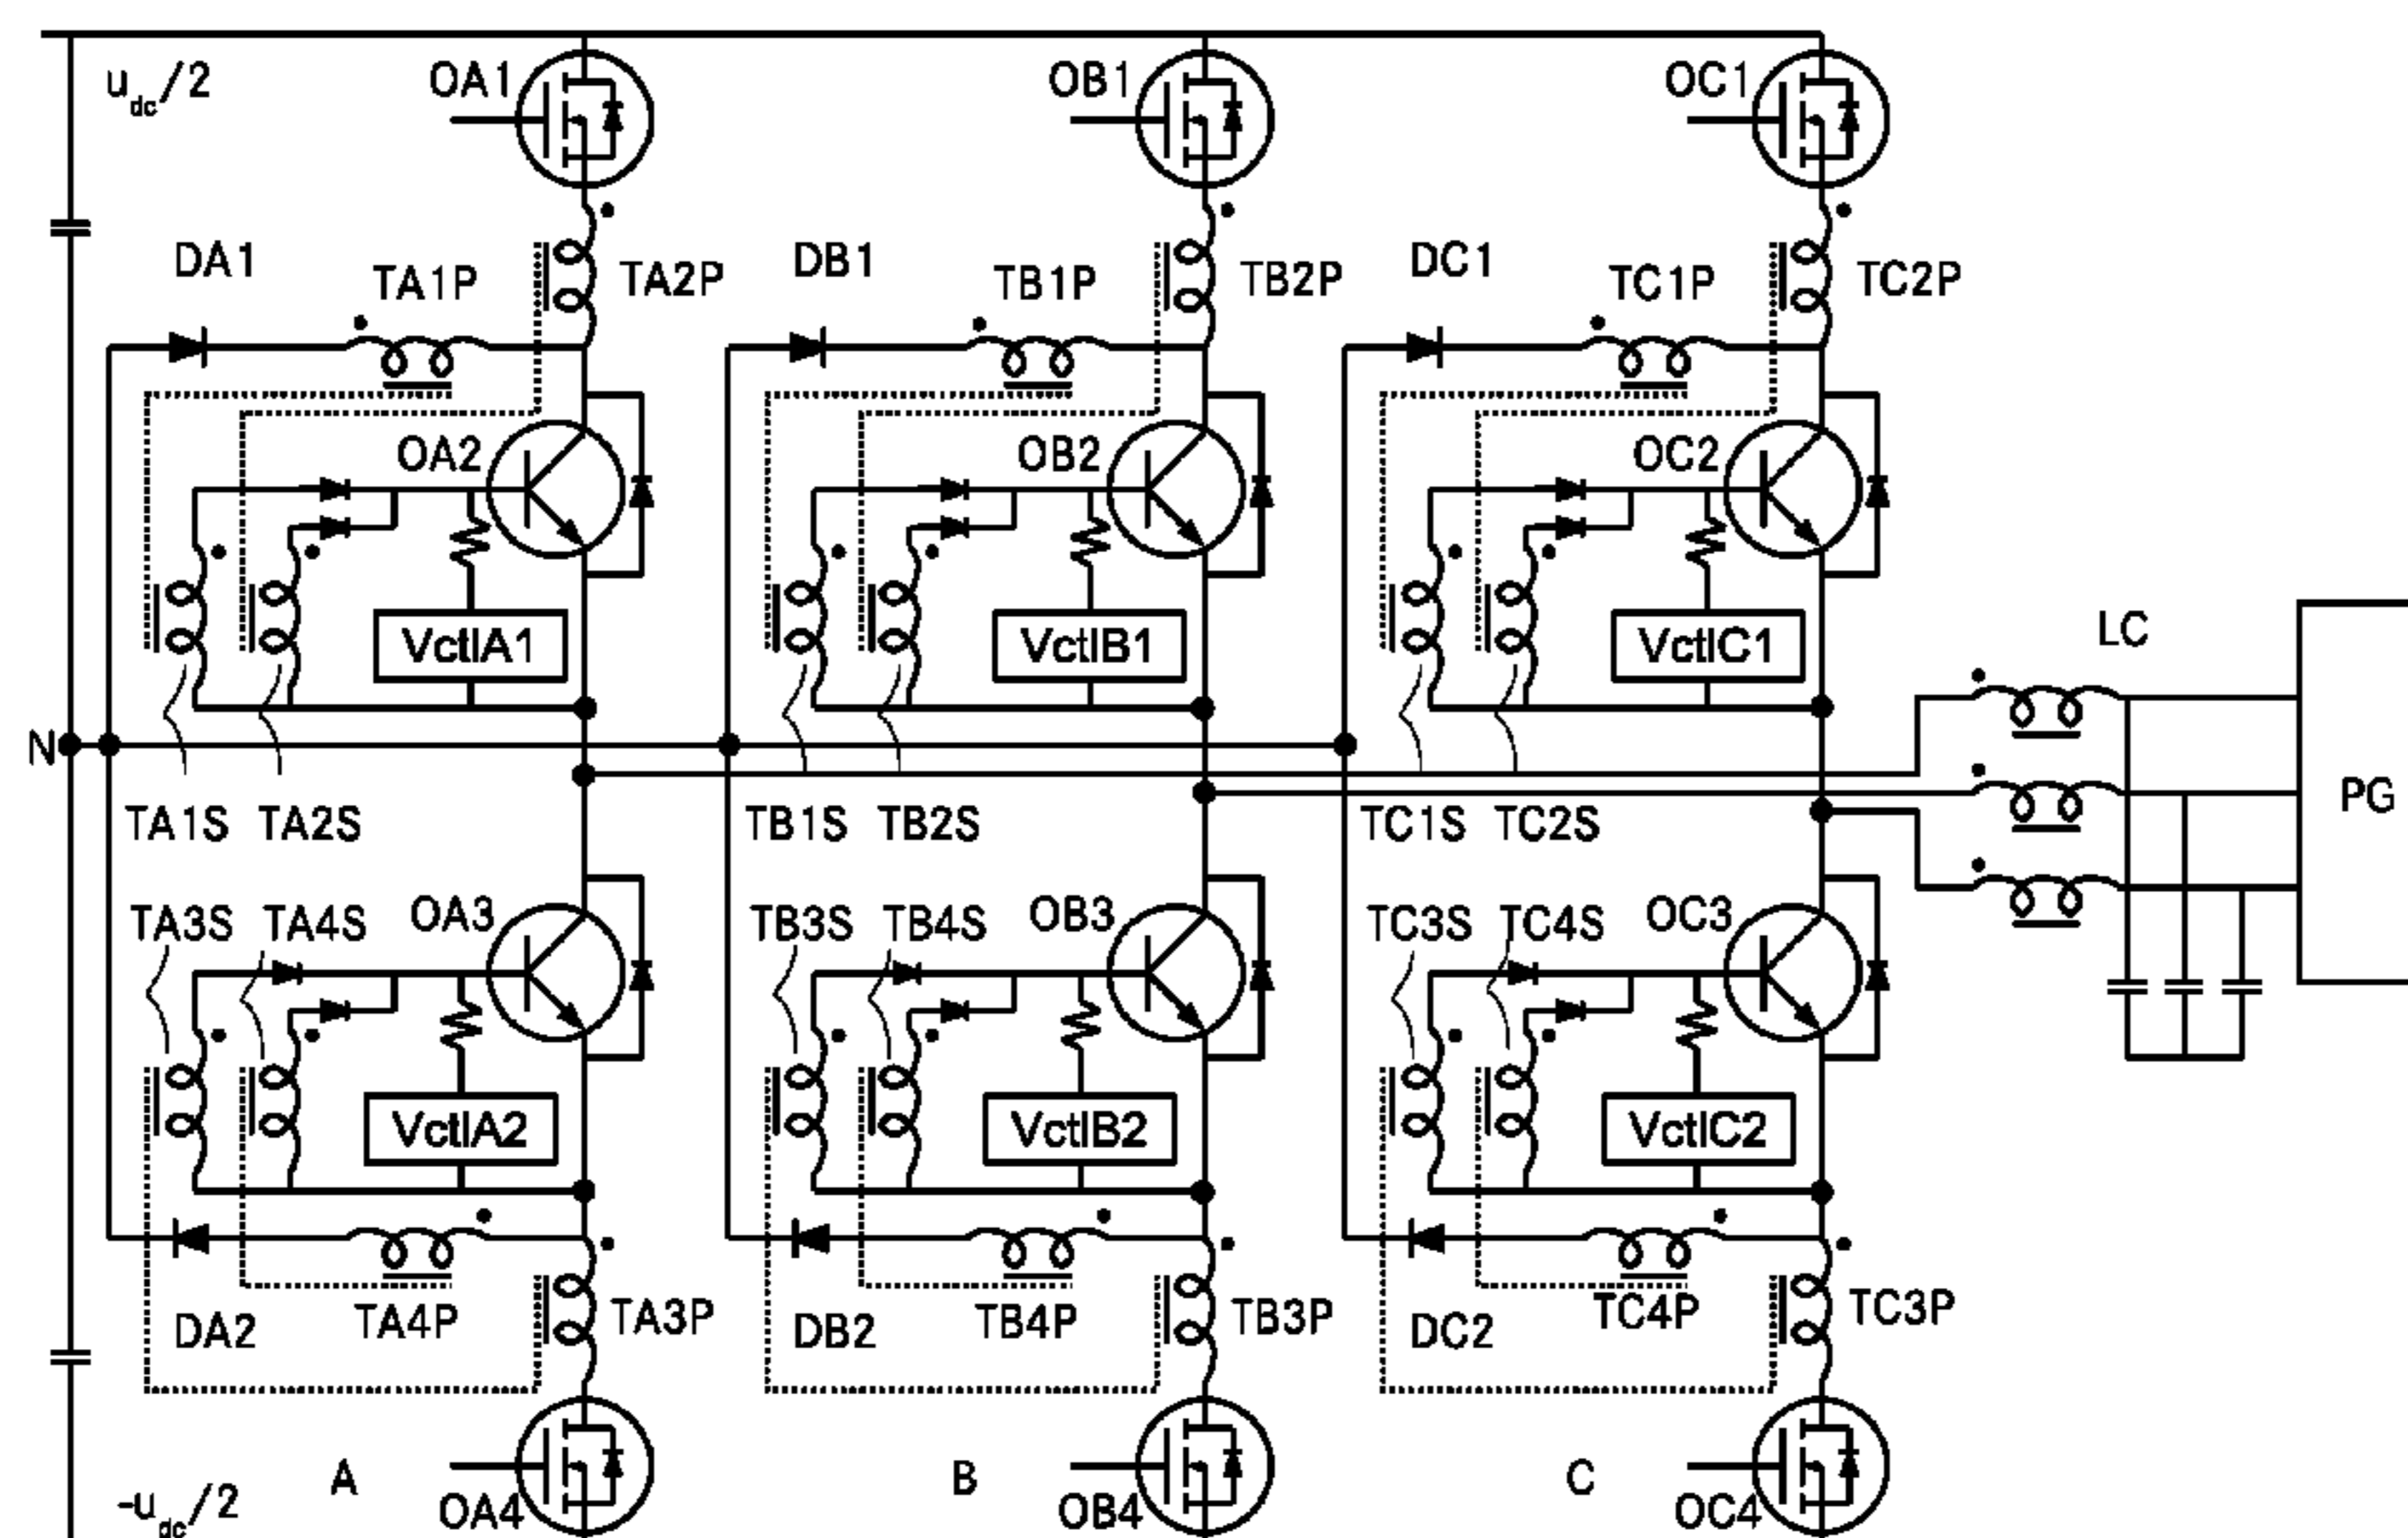 u_dc/2
OA1
OB1
OC1
DA1
TA1P
TA2P
DB1
TB1P
TB2P
DC1
TC1P
TC2P
OA2
OB2
OC2
VctlA1
VctlB1
VctlC1
LC
N
PG
TA1S
TA2S
TB1S
TB2S
TC1S
TC2S
TA3S
TA4S
OA3
TB3S
TB4S
OB3
TC3S
TC4S
OC3
VctlA2
VctlB2
VctlC2
DA2
TA4P
TA3P
DB2
TB4P
TB3P
DC2
TC4P
TC3P
-u_dc/2
A
OA4
B
OB4
C
OC4